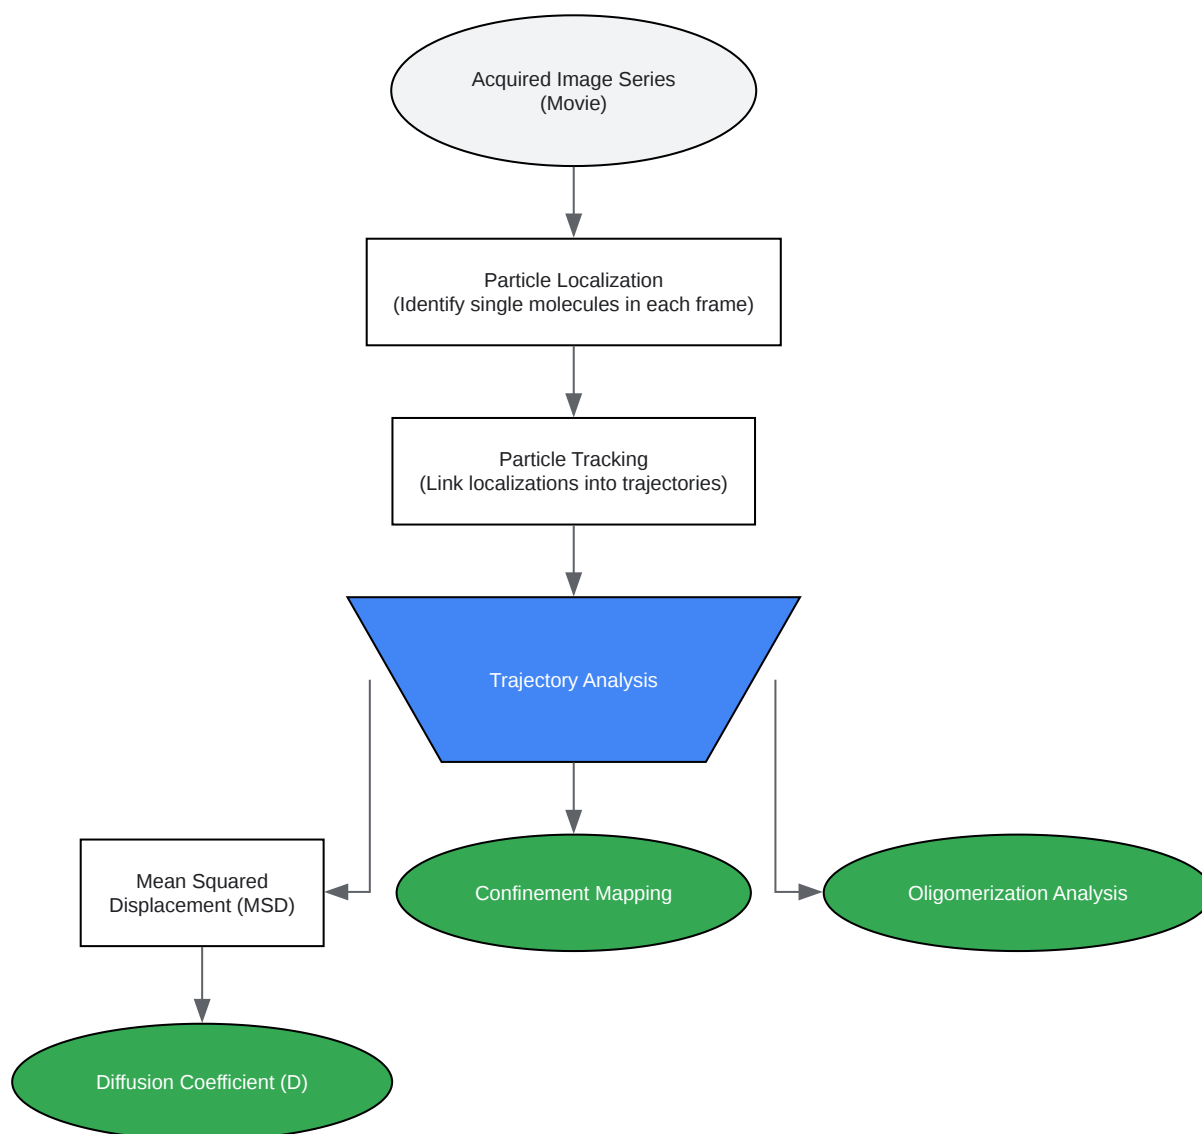 Acquired Image Series
(Movie)
Particle Localization
(Identify single molecules in each frame)
Particle Tracking
(Link localizations into trajectories)
Trajectory Analysis
Mean Squared
Displacement (MSD)
Confinement Mapping
Oligomerization Analysis
Diffusion Coefficient (D)